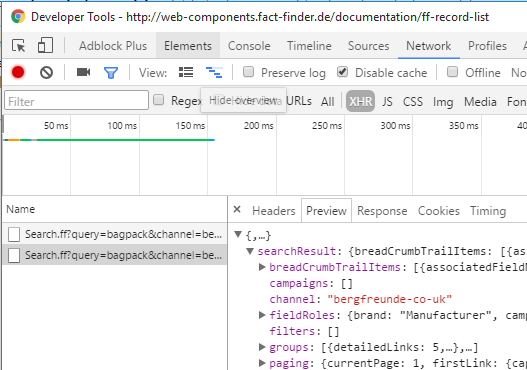 Developer Tools - http://web-components.fact-finder.de/documentation/ff-record-list
Adblock Plus Elements Console Timeline Sources Network Profiles
View: Preserve log Disable cache Offline No
Filter Regex Hide overview URLs All XHR JS CSS Img Media Fon
50 ms 100 ms 150 ms 200 ms 250 ms 300 ms 350 ms 40
Name × Headers Preview Response Cookies Timing
Search.ff?query=bagpack&channel=be...
Search.ff?query=bagpack&channel=be...
▼ {,…}
▼ searchResult: {breadCrumbTrailItems: [{as
▶ breadCrumbTrailItems: [{associatedField
campaigns: []
channel: "bergfreunde-co-uk"
▶ fieldRoles: {brand: "Manufacturer", camp
filters: []
▶ groups: [{detailedLinks: 5,…},…]
▶ paging: {currentPage: 1, firstLink: {cap